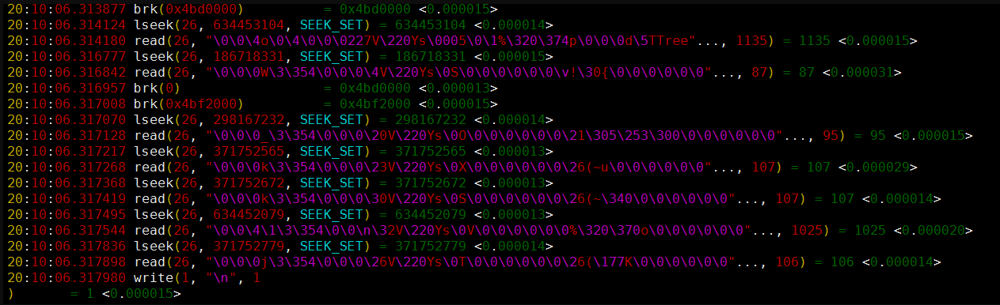 20:10:06.313877 brk(0x4bd0000)          = 0x4bd0000 <0.000015>
20:10:06.314124 lseek(26, 634453104, SEEK_SET) = 634453104 <0.000014>
20:10:06.314180 read(26, "\0\0\4o\0\4\0\0\0227V\220Ys\0005\0\1%\320\374p\0\0\0d\5TTree"..., 1135) = 1135 <0.000015>
20:10:06.316777 lseek(26, 186718331, SEEK_SET) = 186718331 <0.000015>
20:10:06.316842 read(26, "\0\0\0W\3\354\0\0\0\4V\220Ys\0S\0\0\0\0\0\0\v!\30{\0\0\0\0\0\0"..., 87) = 87 <0.000031>
20:10:06.316957 brk(0)                  = 0x4bd0000 <0.000013>
20:10:06.317008 brk(0x4bf2000)          = 0x4bf2000 <0.000015>
20:10:06.317070 lseek(26, 298167232, SEEK_SET) = 298167232 <0.000014>
20:10:06.317128 read(26, "\0\0\0_\3\354\0\0\0\20V\220Ys\0O\0\0\0\0\0\0\21\305\253\300\0\0\0\0\0\0"..., 95) = 95 <0.000015>
20:10:06.317217 lseek(26, 371752565, SEEK_SET) = 371752565 <0.000013>
20:10:06.317268 read(26, "\0\0\0k\3\354\0\0\0\23V\220Ys\0X\0\0\0\0\0\0\26(~u\0\0\0\0\0\0"..., 107) = 107 <0.000029>
20:10:06.317368 lseek(26, 371752672, SEEK_SET) = 371752672 <0.000013>
20:10:06.317419 read(26, "\0\0\0k\3\354\0\0\0\30V\220Ys\0S\0\0\0\0\0\0\26(~\340\0\0\0\0\0\0"..., 107) = 107 <0.000014>
20:10:06.317495 lseek(26, 634452079, SEEK_SET) = 634452079 <0.000013>
20:10:06.317544 read(26, "\0\0\4\1\3\354\0\0\n\32V\220Ys\0V\0\0\0\0\0\0%\320\370o\0\0\0\0\0\0"..., 1025) = 1025 <0.000020>
20:10:06.317836 lseek(26, 371752779, SEEK_SET) = 371752779 <0.000014>
20:10:06.317898 read(26, "\0\0\0j\3\354\0\0\0\26V\220Ys\0T\0\0\0\0\0\0\26(\177K\0\0\0\0\0\0"..., 106) = 106 <0.000014>
20:10:06.317980 write(1, "\n", 1
)       = 1 <0.000015>